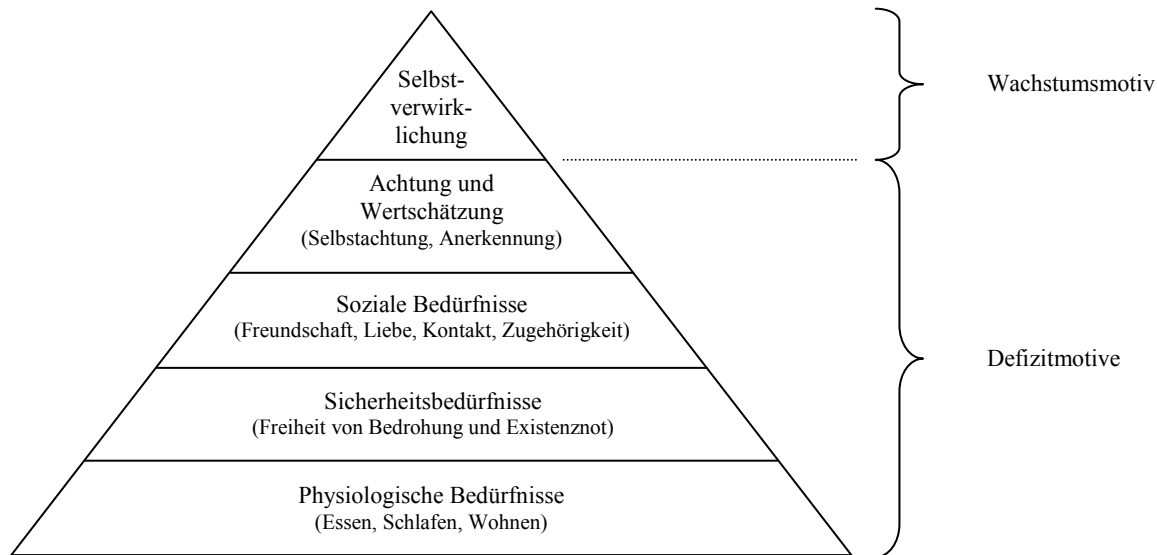 Selbst-
verwirk-
lichung
Wachstumsmotiv
Achtung und
Wertschätzung
(Selbstachtung, Anerkennung)
Soziale Bedürfnisse
(Freundschaft, Liebe, Kontakt, Zugehörigkeit)
Defizitmotive
Sicherheitsbedürfnisse
(Freiheit von Bedrohung und Existenznot)
Physiologische Bedürfnisse
(Essen, Schlafen, Wohnen)